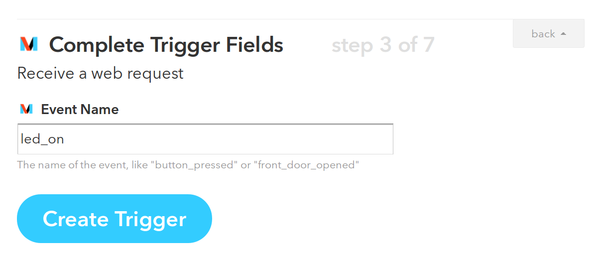 back
Complete Trigger Fields step 3 of 7
Receive a web request
Event Name
led_on
The name of the event, like "button_pressed" or "front_door_opened"
Create Trigger